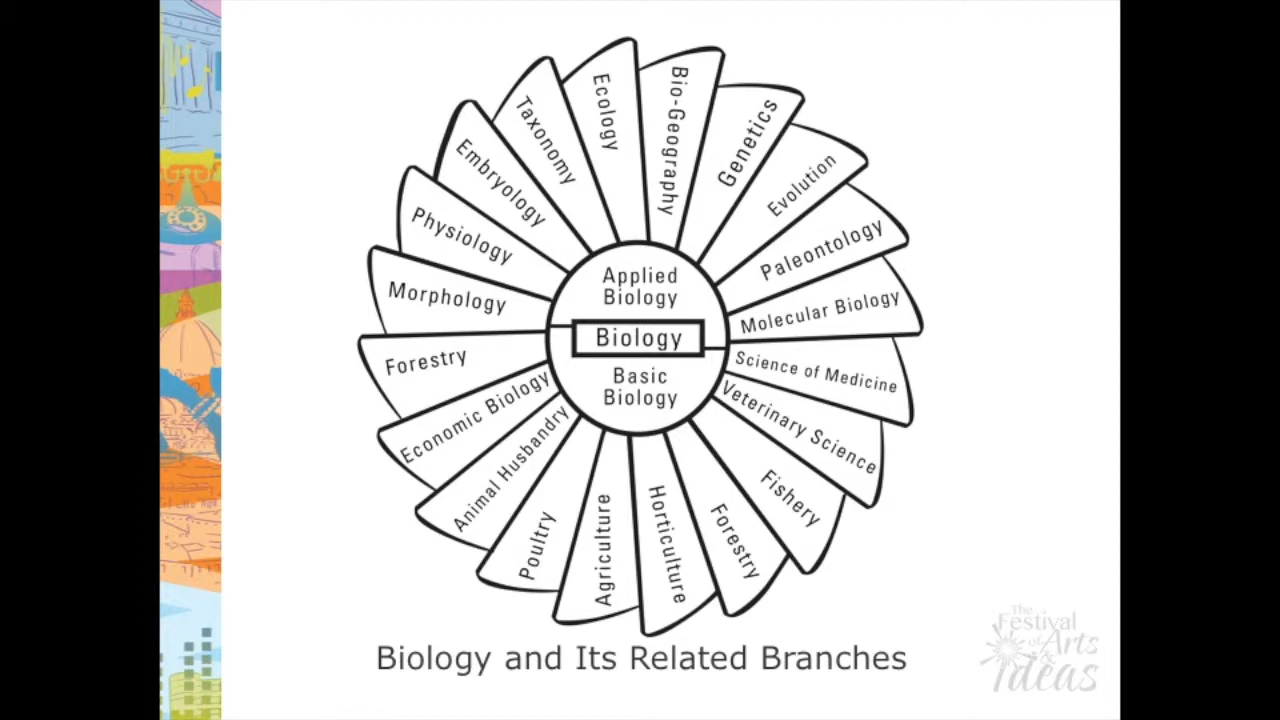 Ecology
Bio-Geography
Genetics
Evolution
Paleontology
Molecular Biology
Science of Medicine
Veterinary Science
Fishery
Forestry
Horticulture
Agriculture
Poultry
Animal Husbandry
Economic Biology
Forestry
Morphology
Physiology
Embryology
Taxonomy
Applied
Biology
Biology
Basic
Biology
Biology and Its Related Branches
The
Festival
of Arts
&
Ideas